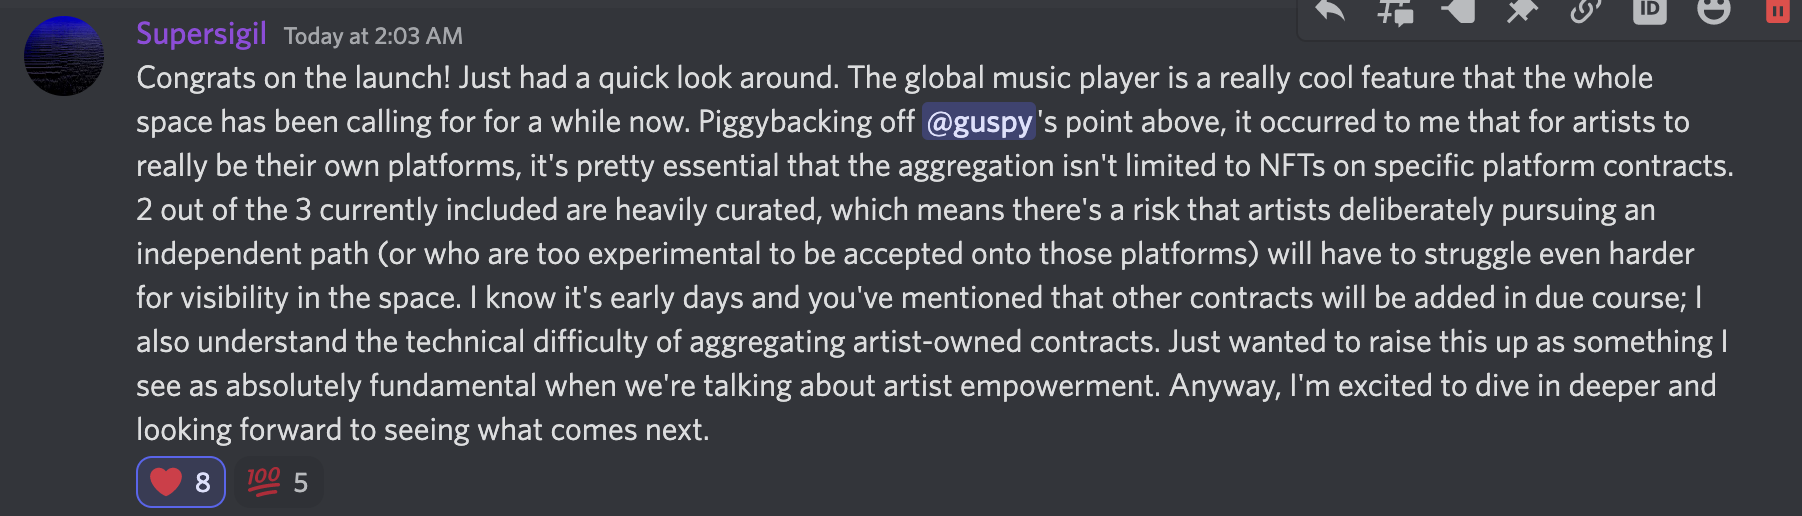 ID
Supersigil Today at 2:03 AM
Congrats on the launch! Just had a quick look around. The global music player is a really cool feature that the whole
space has been calling for for a while now. Piggybacking off @guspy's point above, it occurred to me that for artists to
really be their own platforms, it's pretty essential that the aggregation isn't limited to NFTs on specific platform contracts.
2 out of the 3 currently included are heavily curated, which means there's a risk that artists deliberately pursuing an
independent path (or who are too experimental to be accepted onto those platforms) will have to struggle even harder
for visibility in the space. I know it's early days and you've mentioned that other contracts will be added in due course; I
also understand the technical difficulty of aggregating artist-owned contracts. Just wanted to raise this up as something I
see as absolutely fundamental when we're talking about artist empowerment. Anyway, I'm excited to dive in deeper and
looking forward to seeing what comes next.
8 100 5